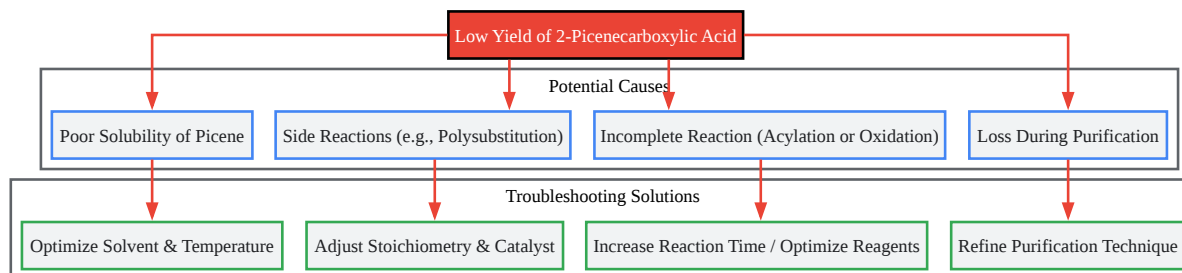 Low Yield of 2-Picenecarboxylic Acid
Potential Causes
Poor Solubility of Picene
Side Reactions (e.g., Polysubstitution)
Incomplete Reaction (Acylation or Oxidation)
Loss During Purification
Troubleshooting Solutions
Optimize Solvent & Temperature
Adjust Stoichiometry & Catalyst
Increase Reaction Time / Optimize Reagents
Refine Purification Technique